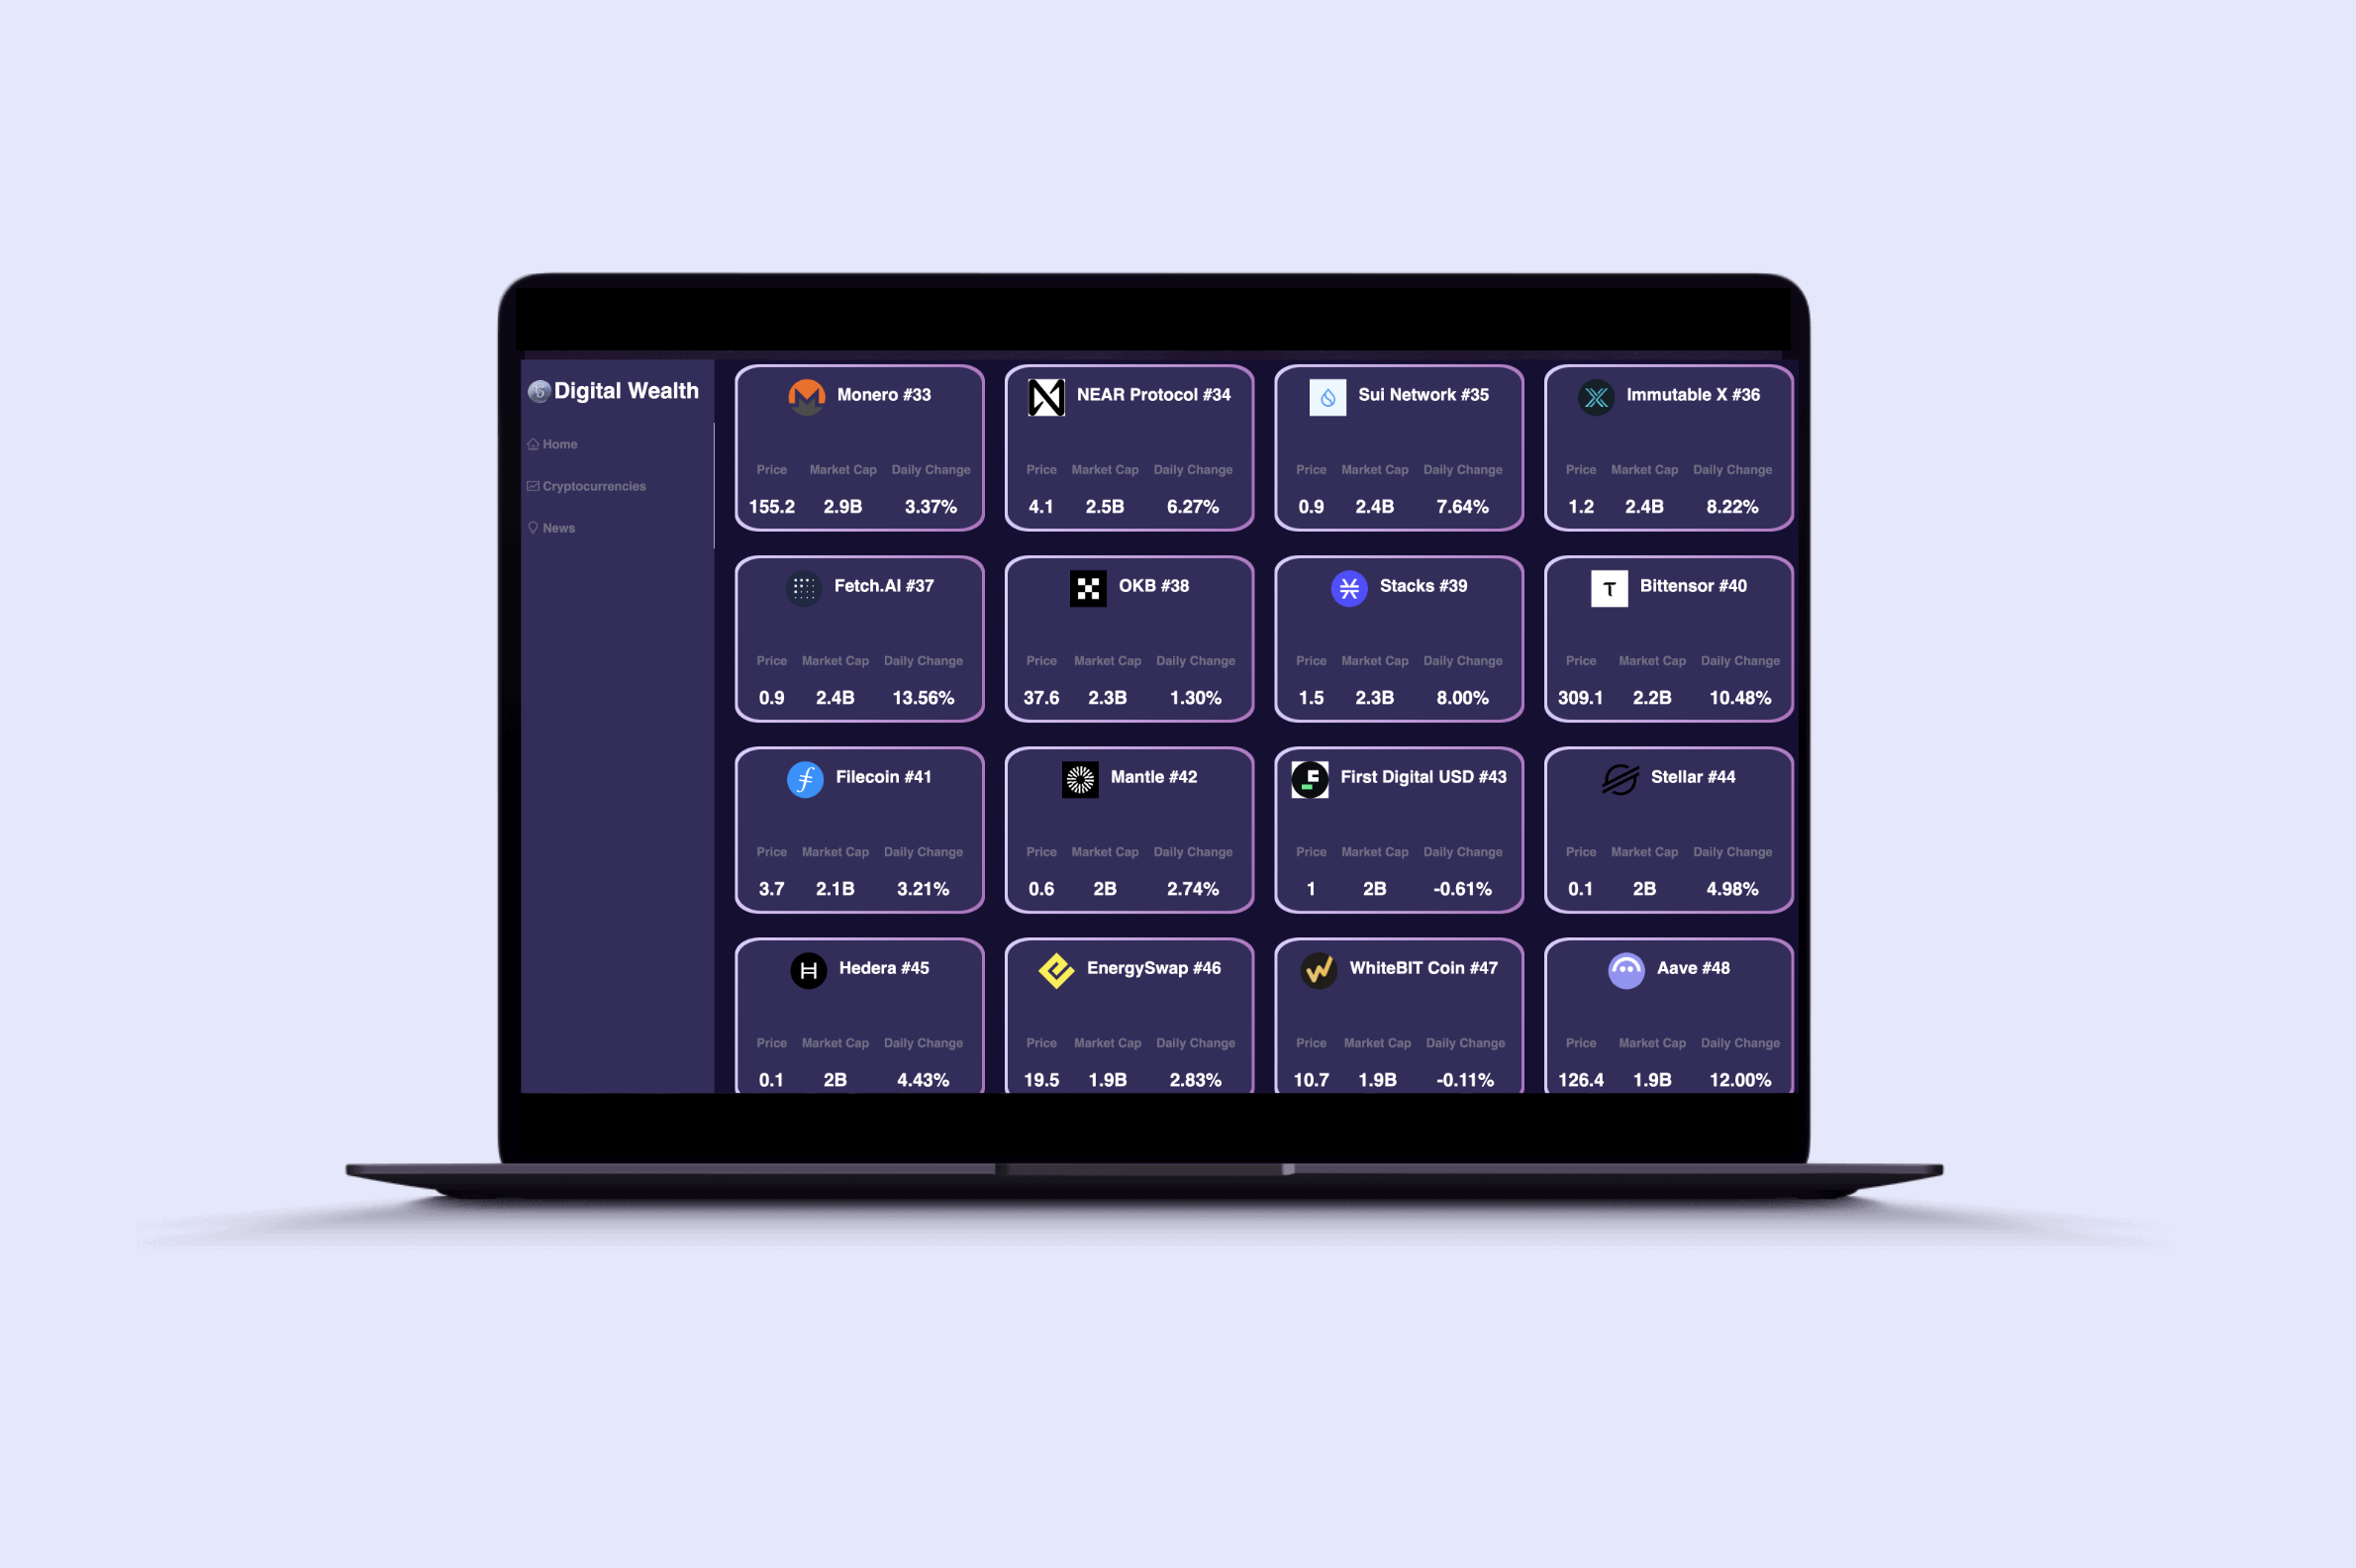 Digital Wealth
Home
Cryptocurrencies
News
Monero #33
Price Market Cap Daily Change
155.2 2.9B 3.37%
NEAR Protocol #34
Price Market Cap Daily Change
4.1 2.5B 6.27%
Sui Network #35
Price Market Cap Daily Change
0.9 2.4B 7.64%
Immutable X #36
Price Market Cap Daily Change
1.2 2.4B 8.22%
Fetch.AI #37
Price Market Cap Daily Change
0.9 2.4B 13.56%
OKB #38
Price Market Cap Daily Change
37.6 2.3B 1.30%
Stacks #39
Price Market Cap Daily Change
1.5 2.3B 8.00%
Bittensor #40
Price Market Cap Daily Change
309.1 2.2B 10.48%
Filecoin #41
Price Market Cap Daily Change
3.7 2.1B 3.21%
Mantle #42
Price Market Cap Daily Change
0.6 2B 2.74%
First Digital USD #43
Price Market Cap Daily Change
1 2B -0.61%
Stellar #44
Price Market Cap Daily Change
0.1 2B 4.98%
Hedera #45
Price Market Cap Daily Change
0.1 2B 4.43%
EnergySwap #46
Price Market Cap Daily Change
19.5 1.9B 2.83%
WhiteBIT Coin #47
Price Market Cap Daily Change
10.7 1.9B -0.11%
Aave #48
Price Market Cap Daily Change
126.4 1.9B 12.00%